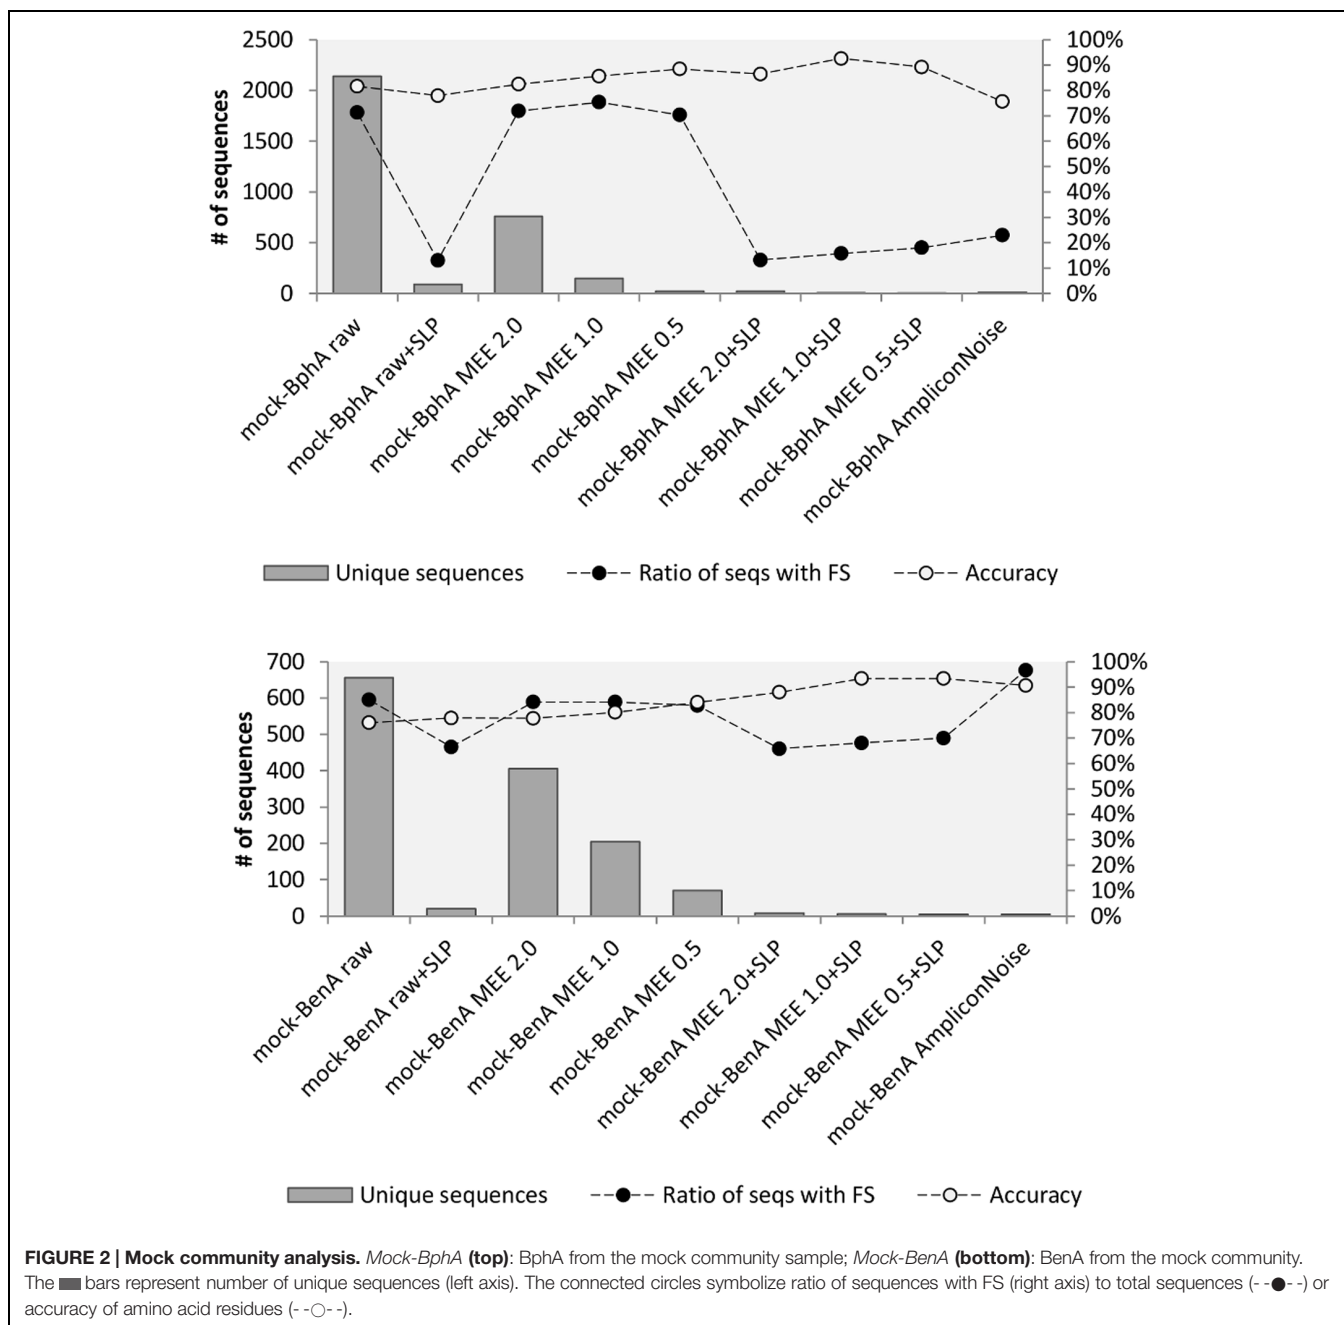 2500
2000
1500
1000
500
0
# of sequences
100%
90%
80%
70%
60%
50%
40%
30%
20%
10%
0%
mock-BphA raw
mock-BphA raw+SLP
mock-BphA MEE 2.0
mock-BphA MEE 1.0
mock-BphA MEE 0.5
mock-BphA MEE 2.0+SLP
mock-BphA MEE 1.0+SLP
mock-BphA MEE 0.5+SLP
mock-BphA AmpliconNoise
Unique sequences Ratio of seqs with FS Accuracy
700
600
500
400
300
200
100
0
# of sequences
100%
90%
80%
70%
60%
50%
40%
30%
20%
10%
0%
mock-BenA raw
mock-BenA raw+SLP
mock-BenA MEE 2.0
mock-BenA MEE 1.0
mock-BenA MEE 0.5
mock-BenA MEE 2.0+SLP
mock-BenA MEE 1.0+SLP
mock-BenA MEE 0.5+SLP
mock-BenA AmpliconNoise
Unique sequences Ratio of seqs with FS Accuracy
FIGURE 2 | Mock community analysis. Mock-BphA (top): BphA from the mock community sample; Mock-BenA (bottom): BenA from the mock community.
The ■ bars represent number of unique sequences (left axis). The connected circles symbolize ratio of sequences with FS (right axis) to total sequences (--●--) or
accuracy of amino acid residues (--○--).